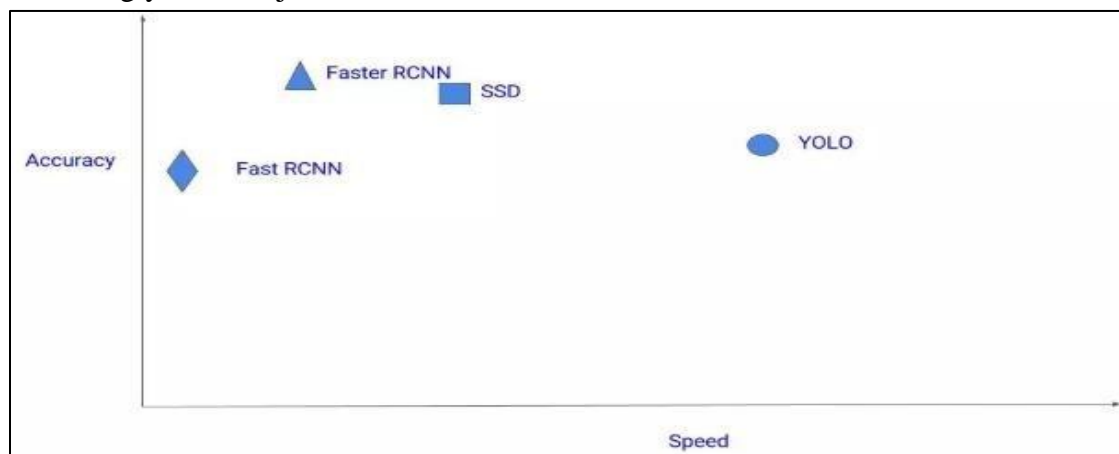 Faster RCNN
SSD
YOLO
Accuracy
Fast RCNN
Speed